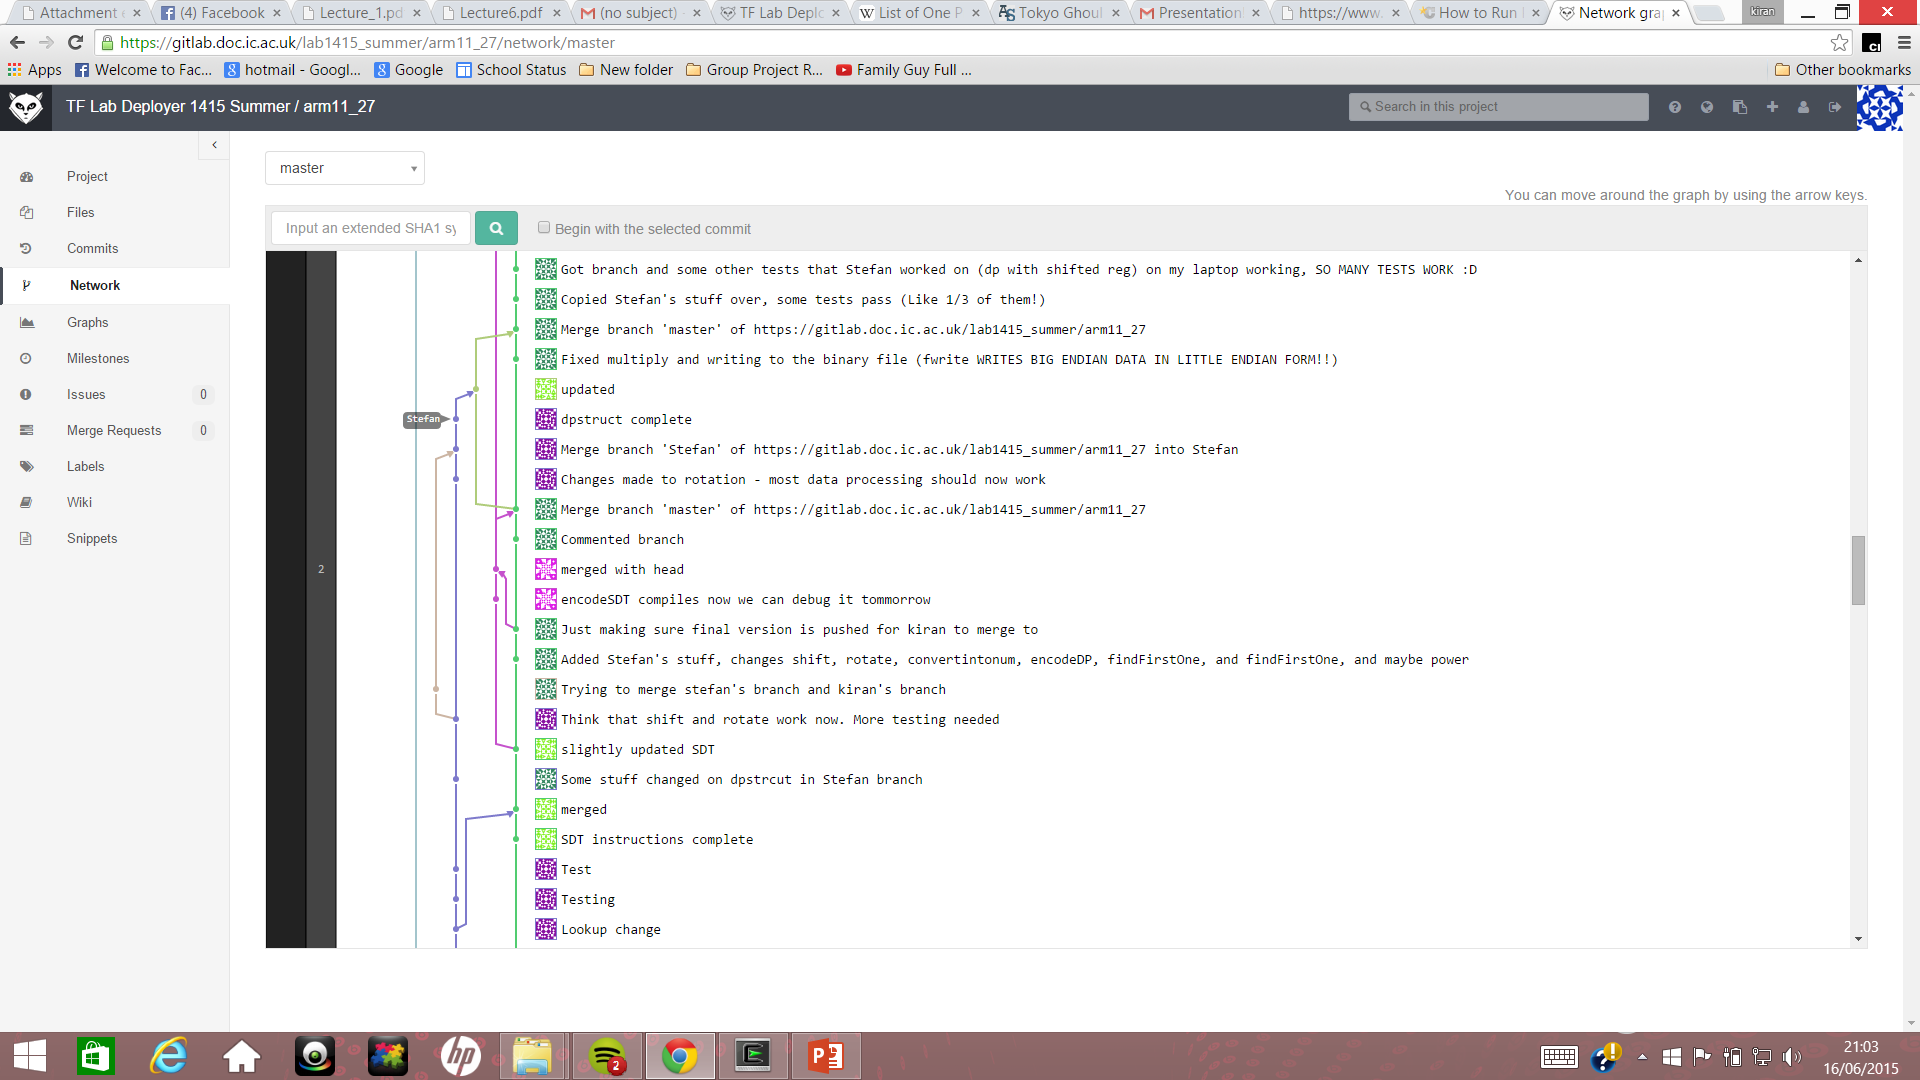 Attachment
(4) Facebook
Lecture_1.pd
Lecture6.pdf
(no subject)
TF Lab Deplo
List of One P
Tokyo Ghoul
Presentation
https://www.
How to Run
Network gra
kiran
https://gitlab.doc.ic.ac.uk/lab1415_summer/arm11_27/network/master
Apps
Welcome to Fac...
hotmail - Googl...
Google
School Status
New folder
Group Project R...
Family Guy Full ...
Other bookmarks
TF Lab Deployer 1415 Summer / arm11_27
Search in this project
Project
Files
Commits
Network
Graphs
Milestones
Issues 0
Merge Requests 0
Labels
Wiki
Snippets
master
You can move around the graph by using the arrow keys.
Input an extended SHA1 sy
Begin with the selected commit
2
Stefan
Got branch and some other tests that Stefan worked on (dp with shifted reg) on my laptop working, SO MANY TESTS WORK :D
Copied Stefan's stuff over, some tests pass (Like 1/3 of them!)
Merge branch 'master' of https://gitlab.doc.ic.ac.uk/lab1415_summer/arm11_27
Fixed multiply and writing to the binary file (fwrite WRITES BIG ENDIAN DATA IN LITTLE ENDIAN FORM!!)
updated
dpstruct complete
Merge branch 'Stefan' of https://gitlab.doc.ic.ac.uk/lab1415_summer/arm11_27 into Stefan
Changes made to rotation - most data processing should now work
Merge branch 'master' of https://gitlab.doc.ic.ac.uk/lab1415_summer/arm11_27
Commented branch
merged with head
encodeSDT compiles now we can debug it tommorrow
Just making sure final version is pushed for kiran to merge to
Added Stefan's stuff, changes shift, rotate, convertintonum, encodeDP, findFirstOne, and findFirstOne, and maybe power
Trying to merge stefan's branch and kiran's branch
Think that shift and rotate work now. More testing needed
slightly updated SDT
Some stuff changed on dpstrcut in Stefan branch
merged
SDT instructions complete
Test
Testing
Lookup change
2
21:03
16/06/2015